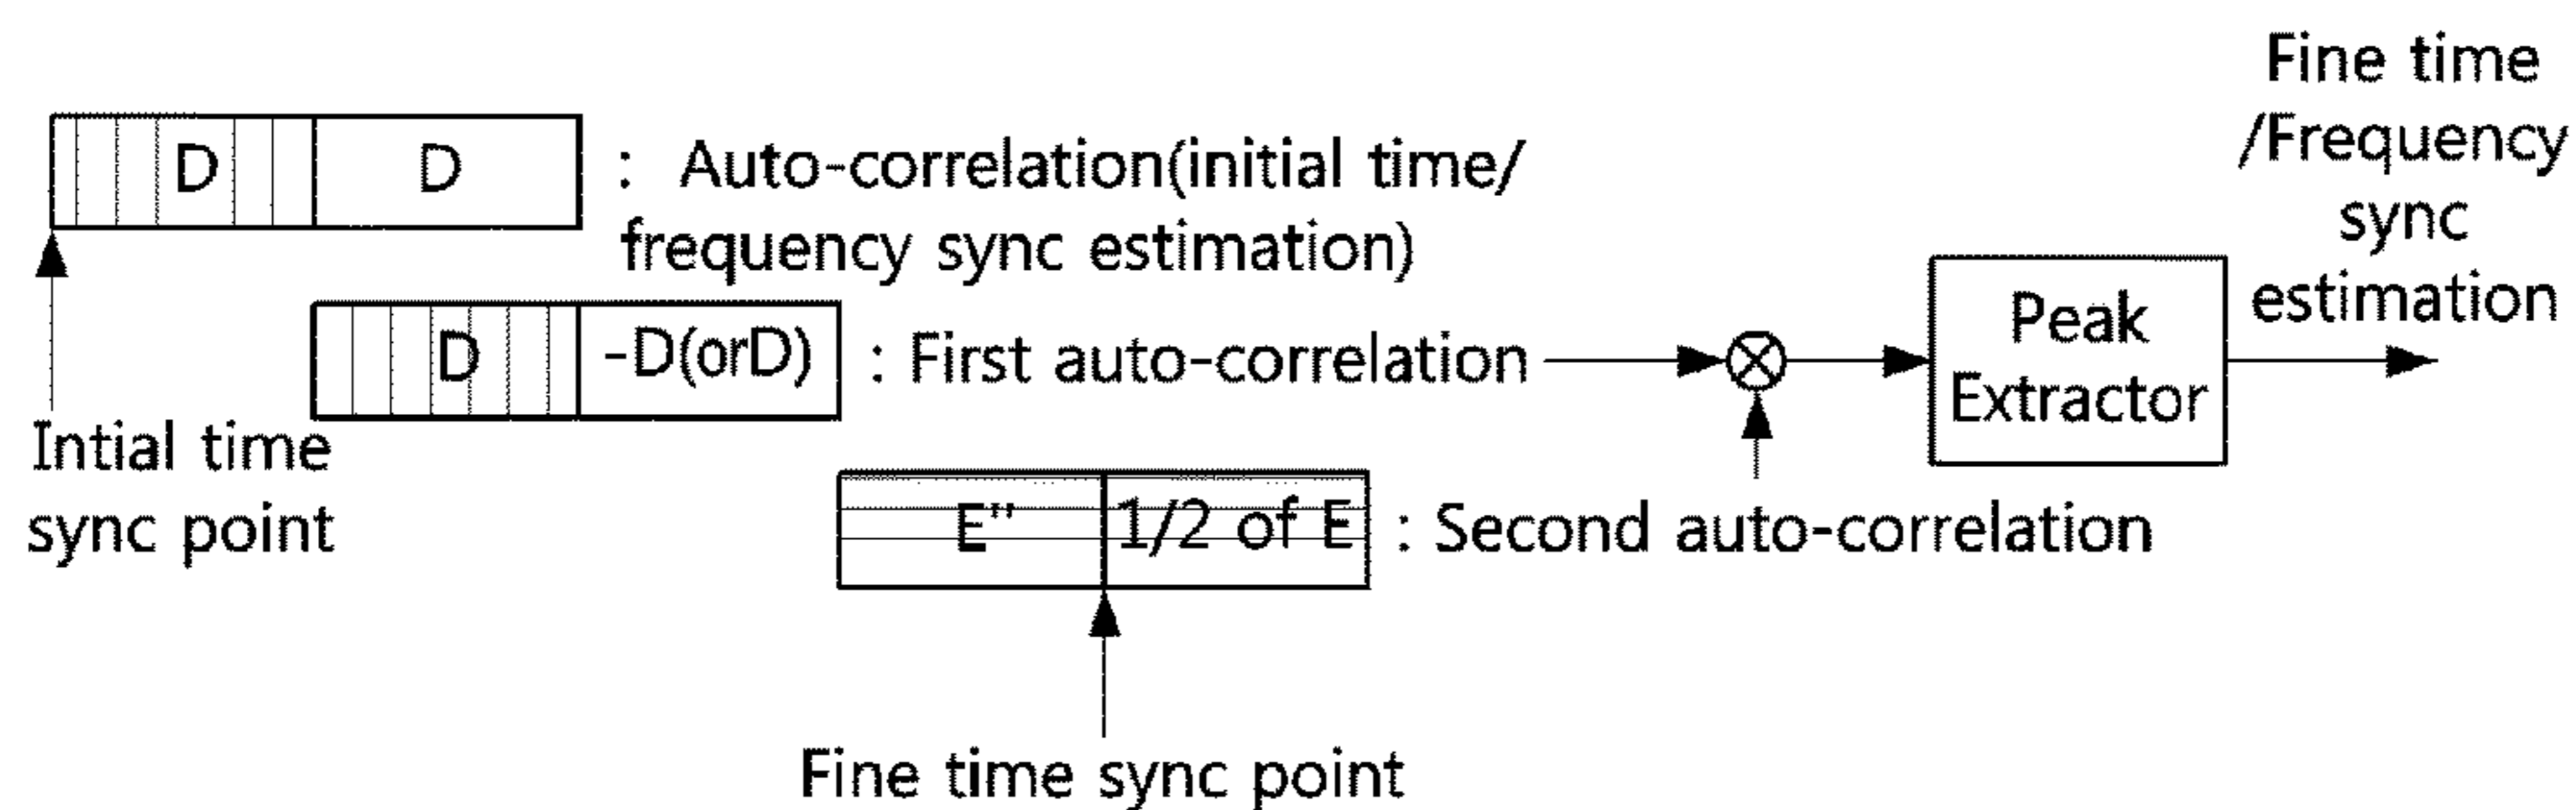 Fine time
/Frequency
sync
estimation
D D : Auto-correlation(initial time/
frequency sync estimation)
D -D(orD) : First auto-correlation
Peak
Extractor
Intial time
sync point
E" 1/2 of E : Second auto-correlation
Fine time sync point